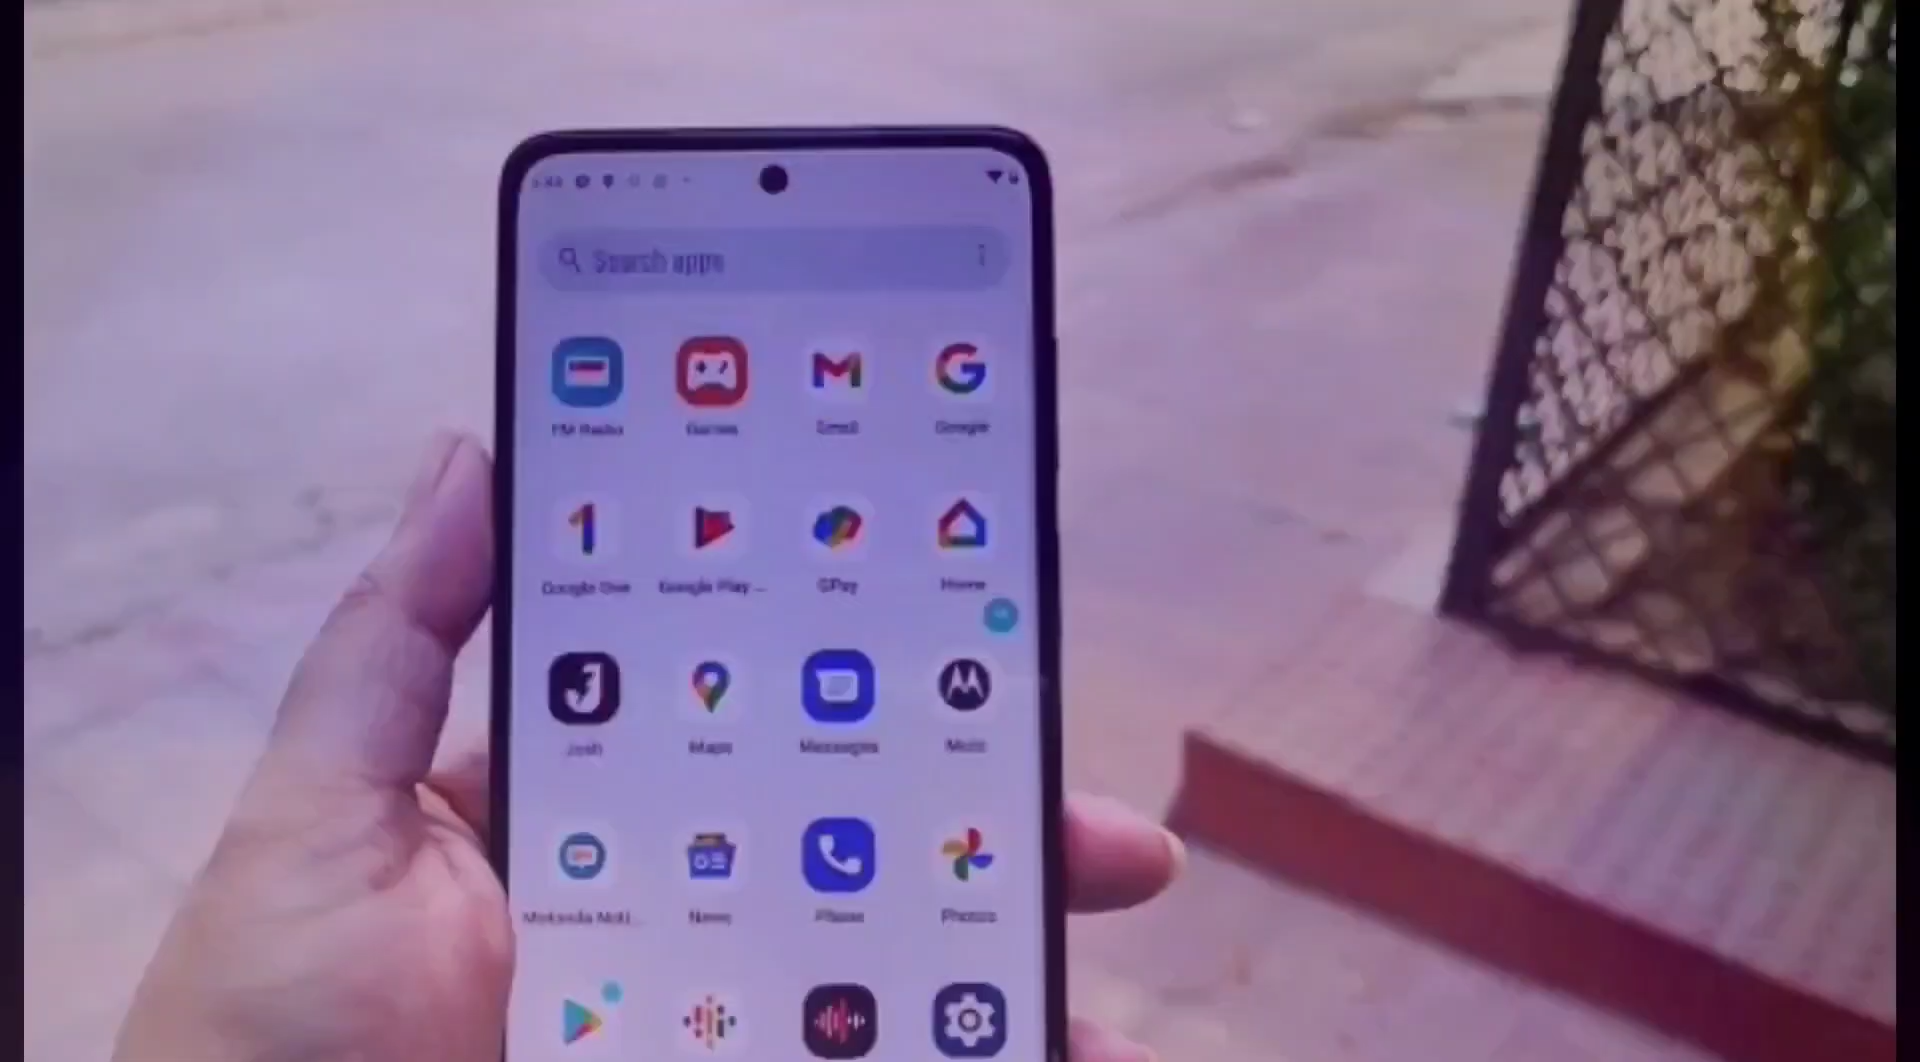 Search apps
FM Radio Games Gmail Google
Google One Google Play ... GPay Home
Josh Maps Messages Moto
News Phone Photos